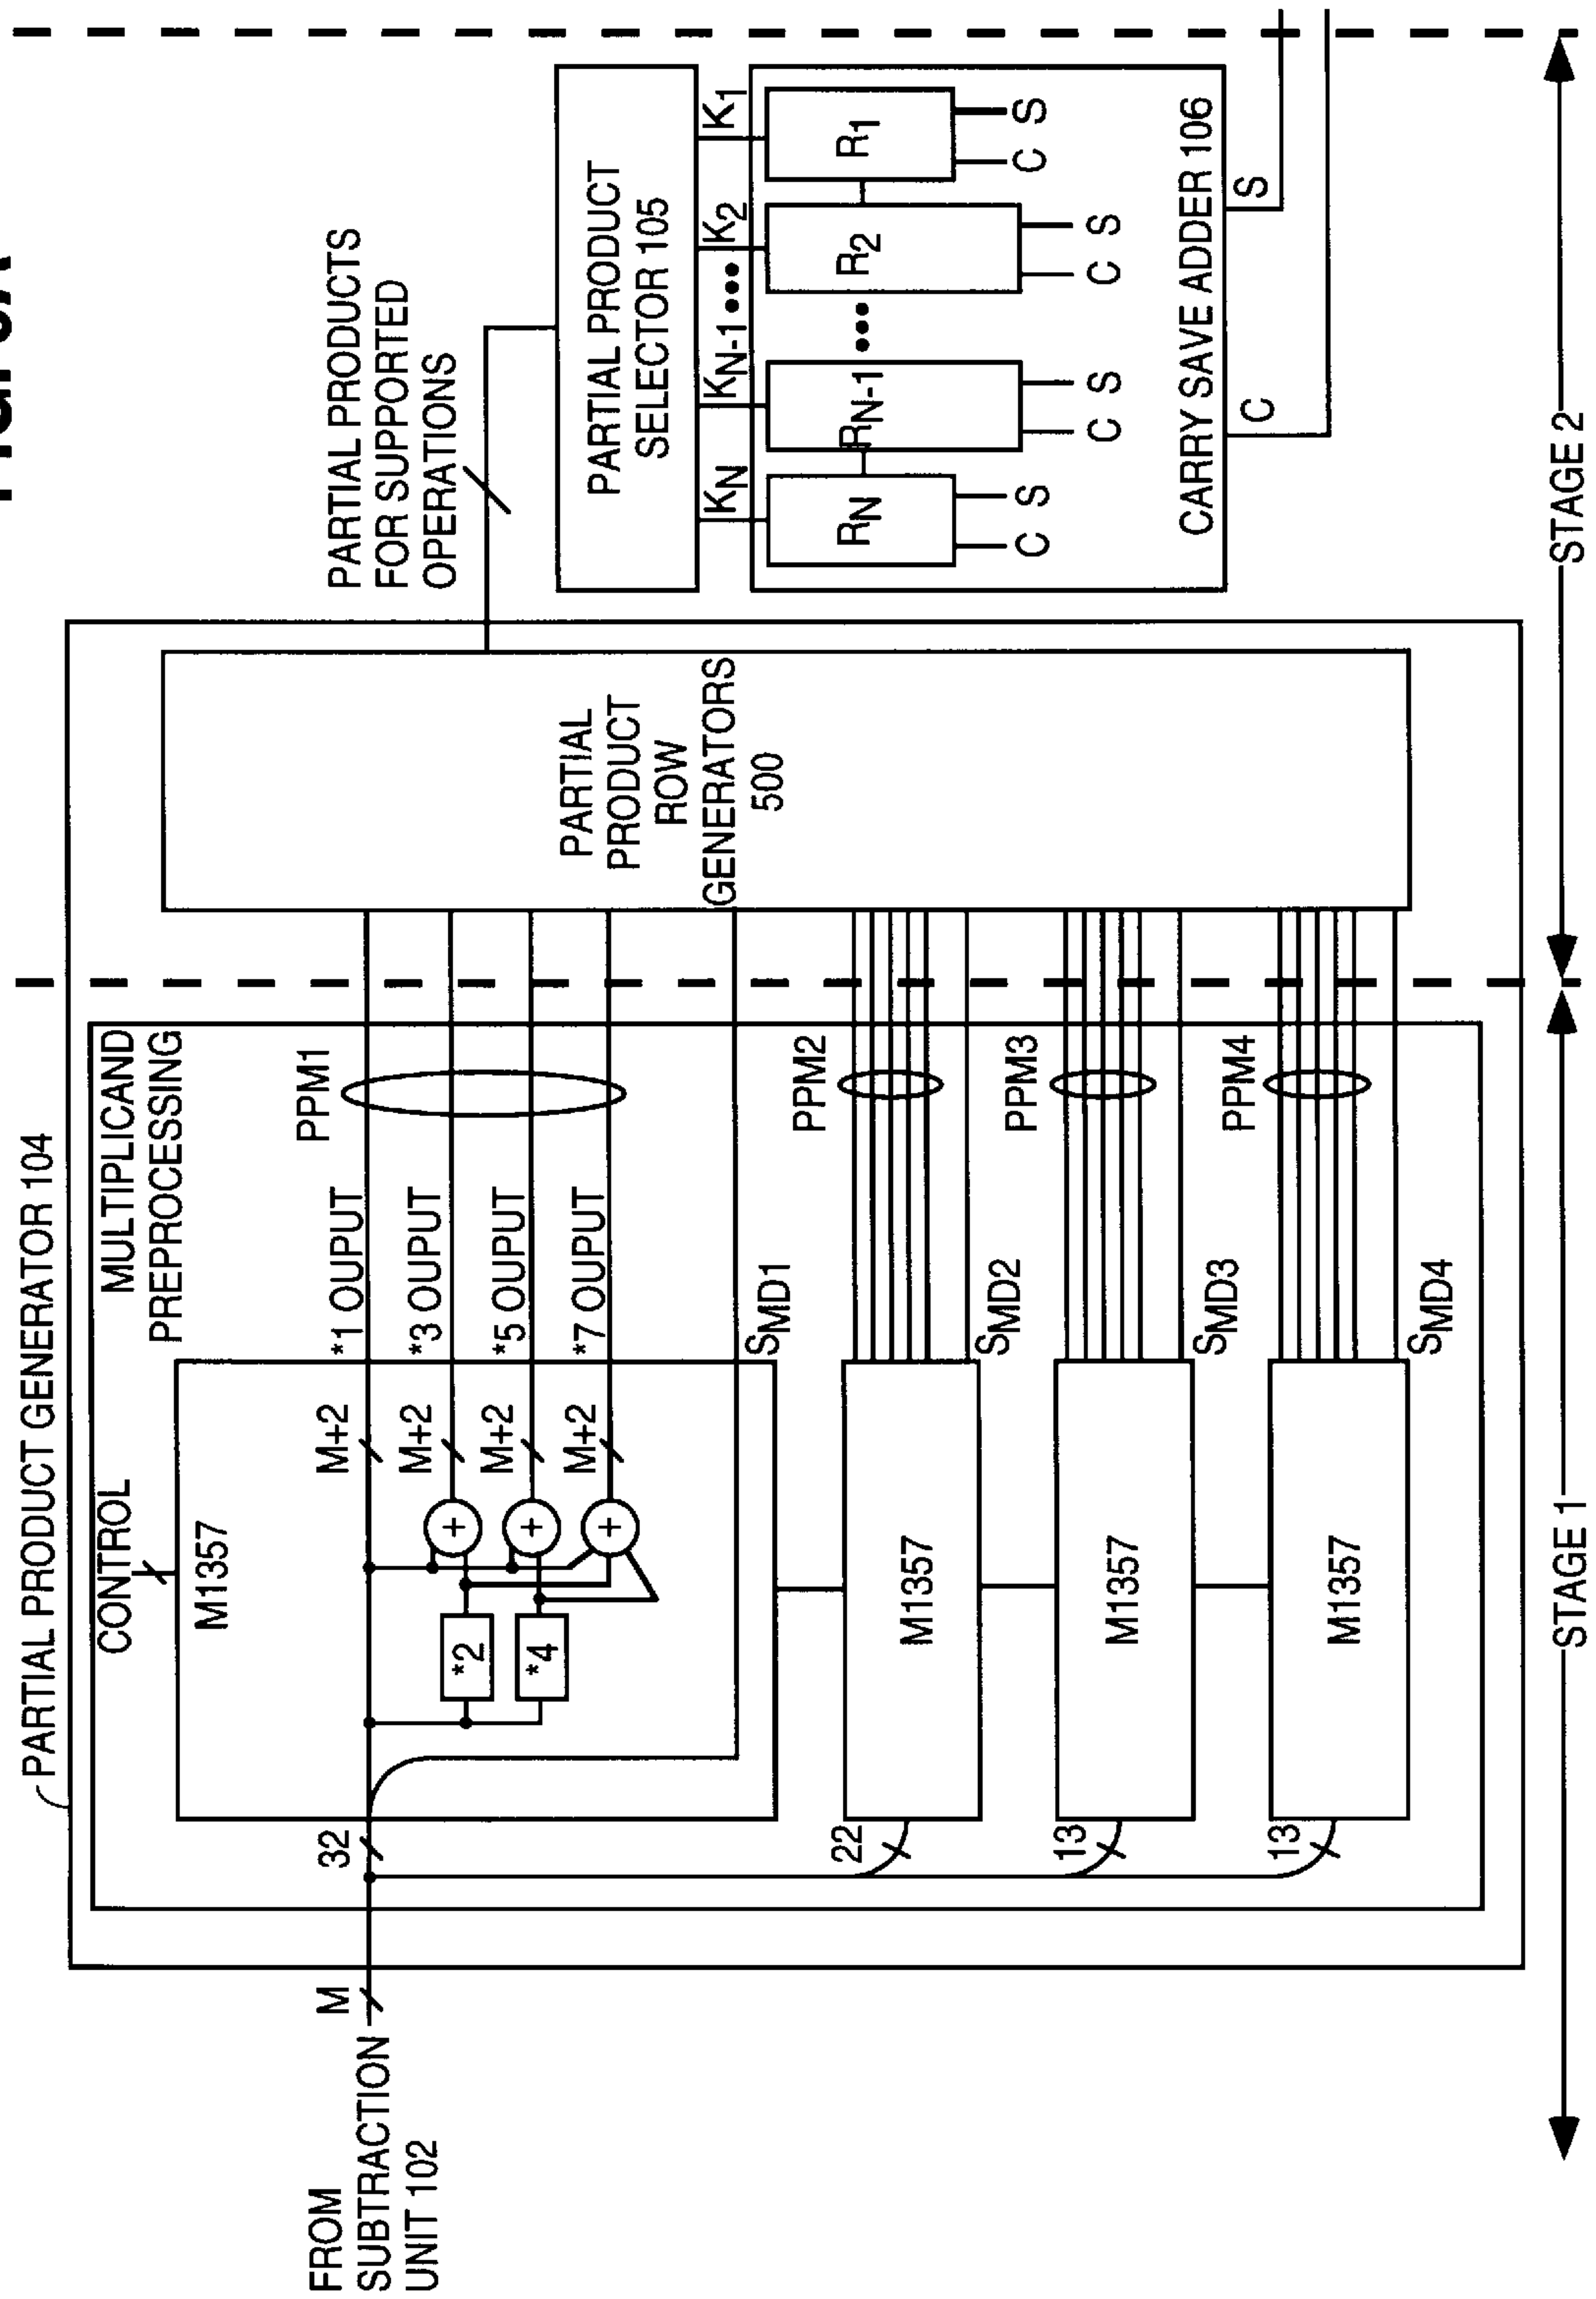 PARTIAL PRODUCT GENERATOR 104
CONTROL
MULTIPLICAND
PREPROCESSING
M1357
FROM
SUBTRACTION
UNIT 102
M
32
*2
*4
+
+
+
M+2
M+2
M+2
M+2
*1 OUPUT
*3 OUPUT
*5 OUPUT
*7 OUPUT
PPM1
SMD1
22
M1357
SMD2
PPM2
13
M1357
SMD3
PPM3
13
M1357
SMD4
PPM4
PARTIAL
PRODUCT
ROW
GENERATORS
500
PARTIAL PRODUCTS
FOR SUPPORTED
OPERATIONS
PARTIAL PRODUCT
SELECTOR 105
KN
KN-1
K2
K1
RN
RN-1
R2
R1
C S
C S
C S
C S
CARRY SAVE ADDER 106
C
S
STAGE 1
STAGE 2